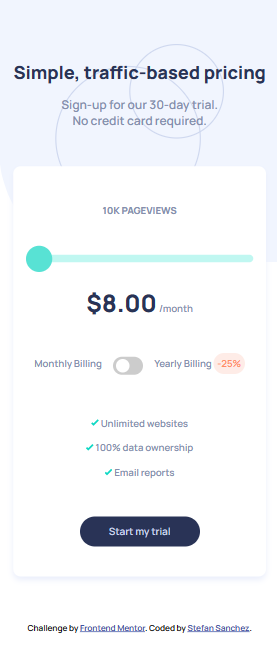 Simple, traffic-based pricing
Sign-up for our 30-day trial.
No credit card required.
10K PAGEVIEWS
$8.00 /month
Monthly Billing Yearly Billing -25%
Unlimited websites
100% data ownership
Email reports
Start my trial
Challenge by Frontend Mentor. Coded by Stefan Sanchez.